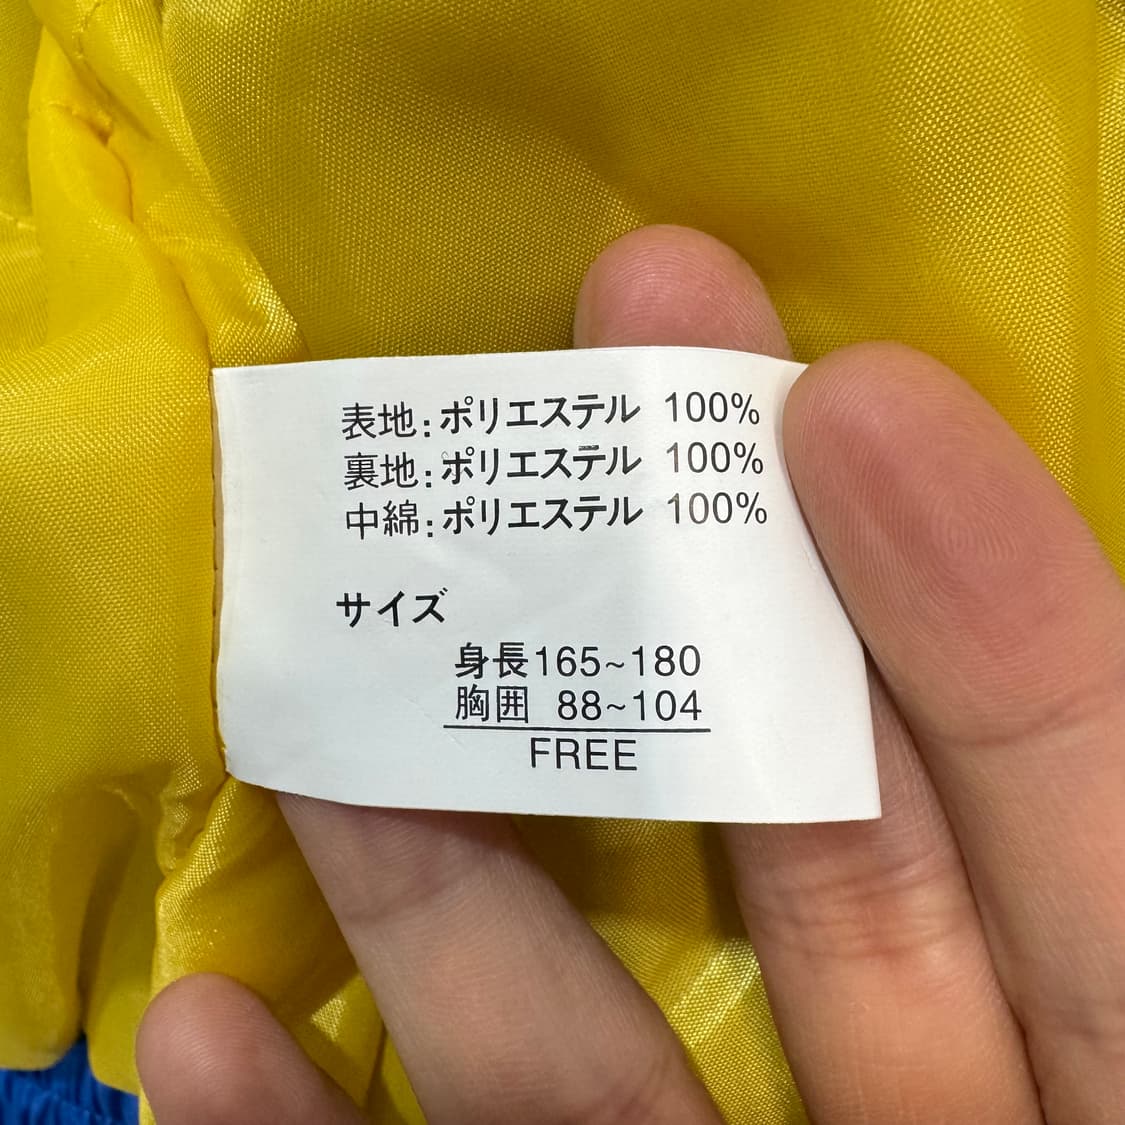 表地:ポリエステル 100%
裏地:ポリエステル 100%
中綿:ポリエステル 100%
サイズ
身長165~180
胸囲 88~104
FREE